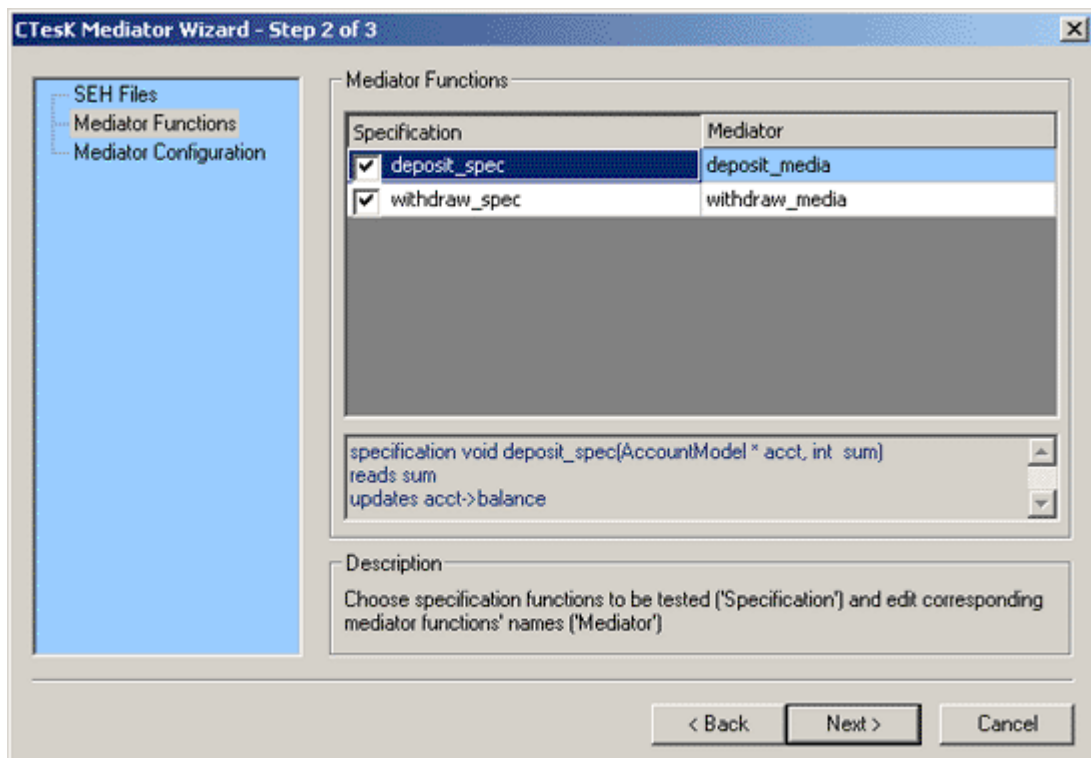 CTesK Mediator Wizard - Step 2 of 3
SEH Files
Mediator Functions
Mediator Configuration
Mediator Functions
Specification Mediator
deposit_spec deposit_media
withdraw_spec withdraw_media
specification void deposit_spec(AccountModel * acct, int sum)
reads sum
updates acct->balance
Description
Choose specification functions to be tested ('Specification') and edit corresponding
mediator functions' names ('Mediator')
< Back Next > Cancel